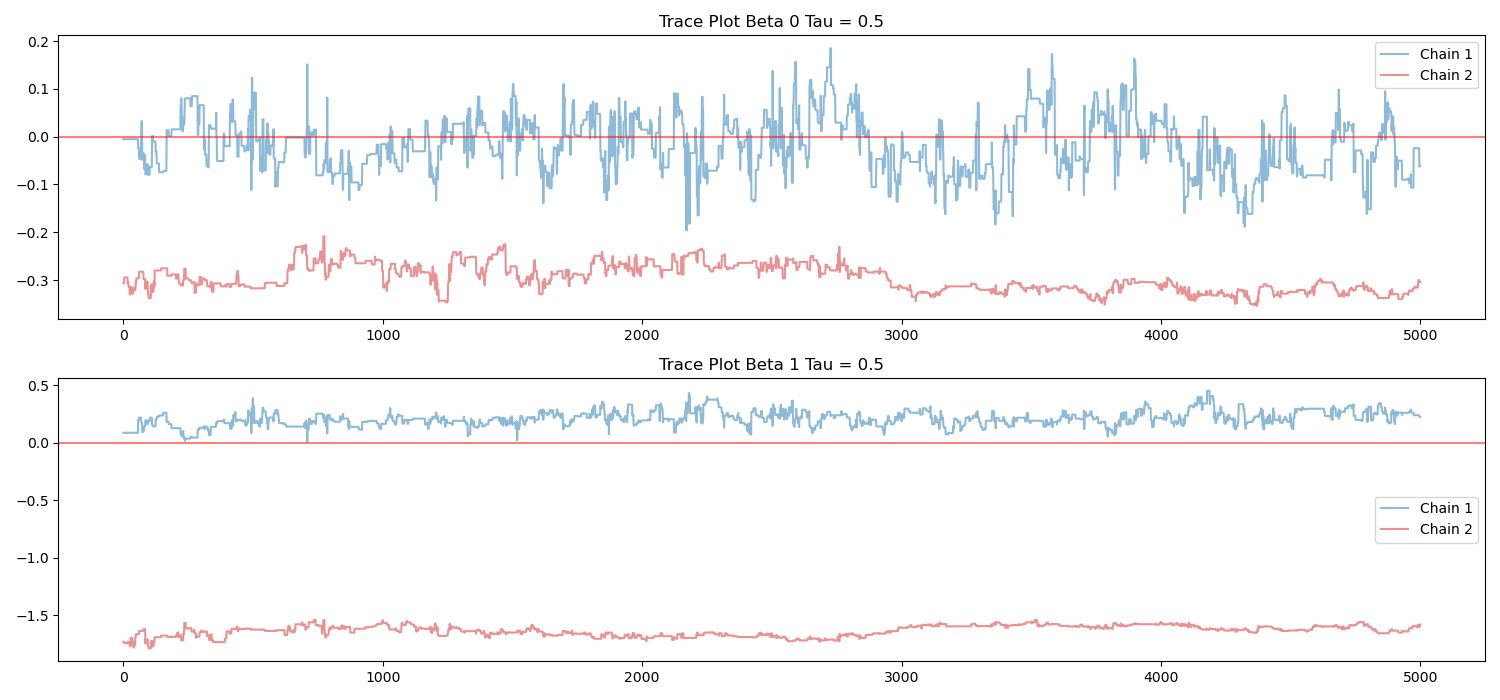 Trace Plot Beta 0 Tau = 0.5
0.2
0.1
0.0
−0.1
−0.2
−0.3
Chain 1
Chain 2
0 1000 2000 3000 4000 5000
Trace Plot Beta 1 Tau = 0.5
0.5
0.0
−0.5
−1.0
−1.5
Chain 1
Chain 2
0 1000 2000 3000 4000 5000